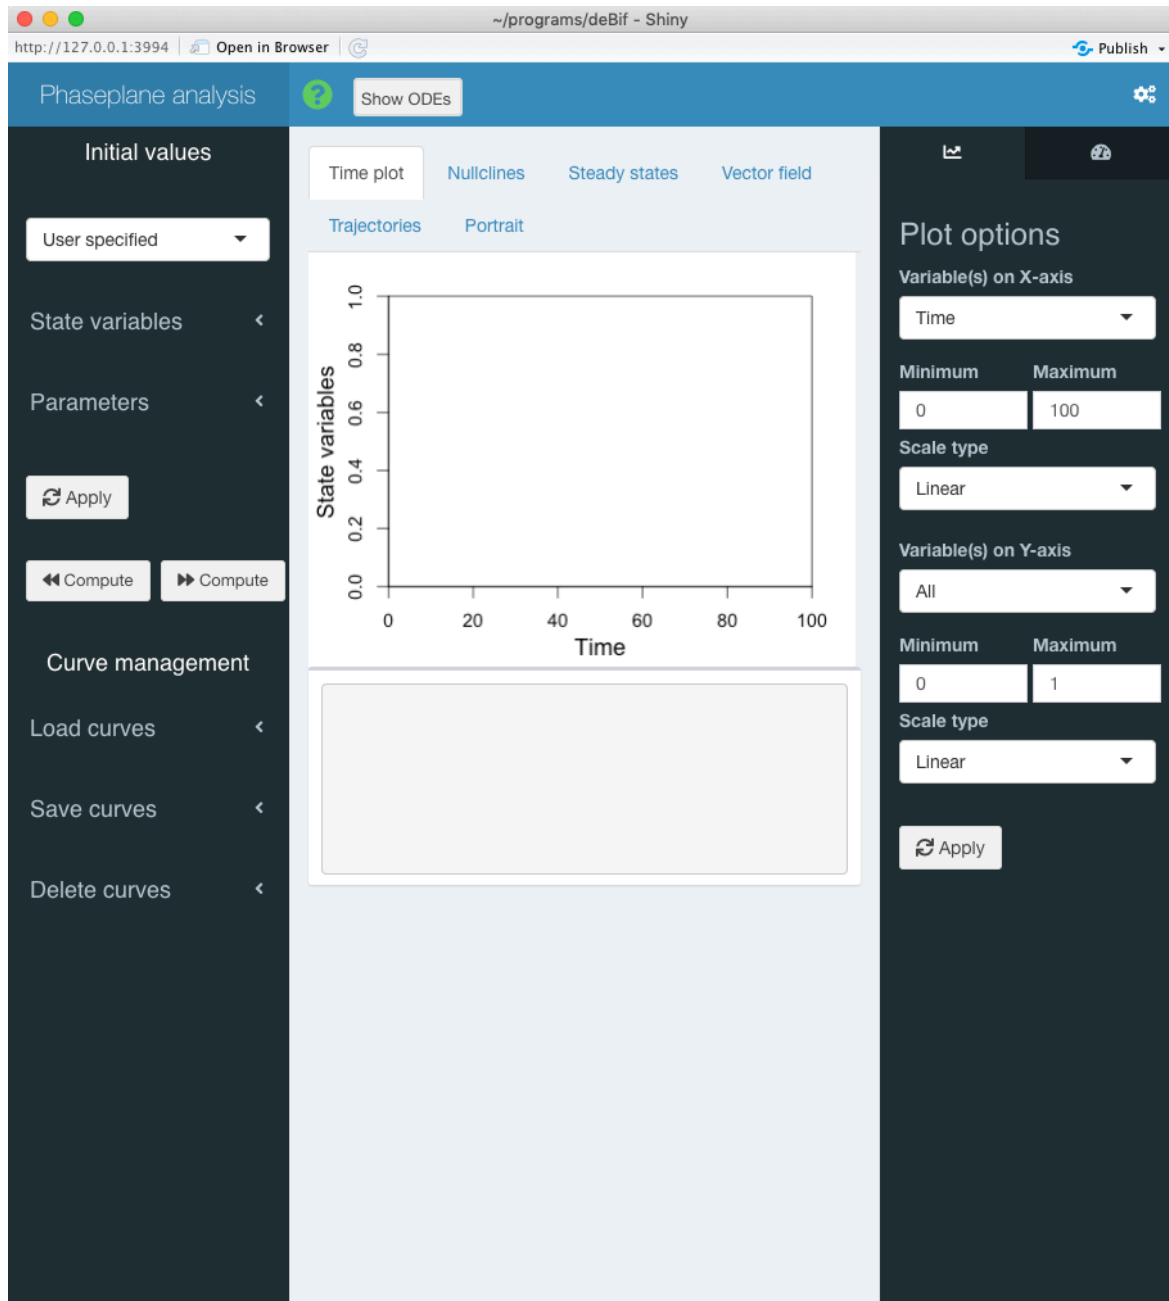 ~/programs/deBif - Shiny
http://127.0.0.1:3994 Open in Browser Publish
Phaseplane analysis
? Show ODEs
Initial values
User specified
State variables
Parameters
Apply
Compute Compute
Curve management
Load curves
Save curves
Delete curves
Time plot Nullclines Steady states Vector field
Trajectories Portrait
State variables
1.0
0.8
0.6
0.4
0.2
0.0
0 20 40 60 80 100
Time
Plot options
Variable(s) on X-axis
Time
Minimum Maximum
0 100
Scale type
Linear
Variable(s) on Y-axis
All
Minimum Maximum
0 1
Scale type
Linear
Apply